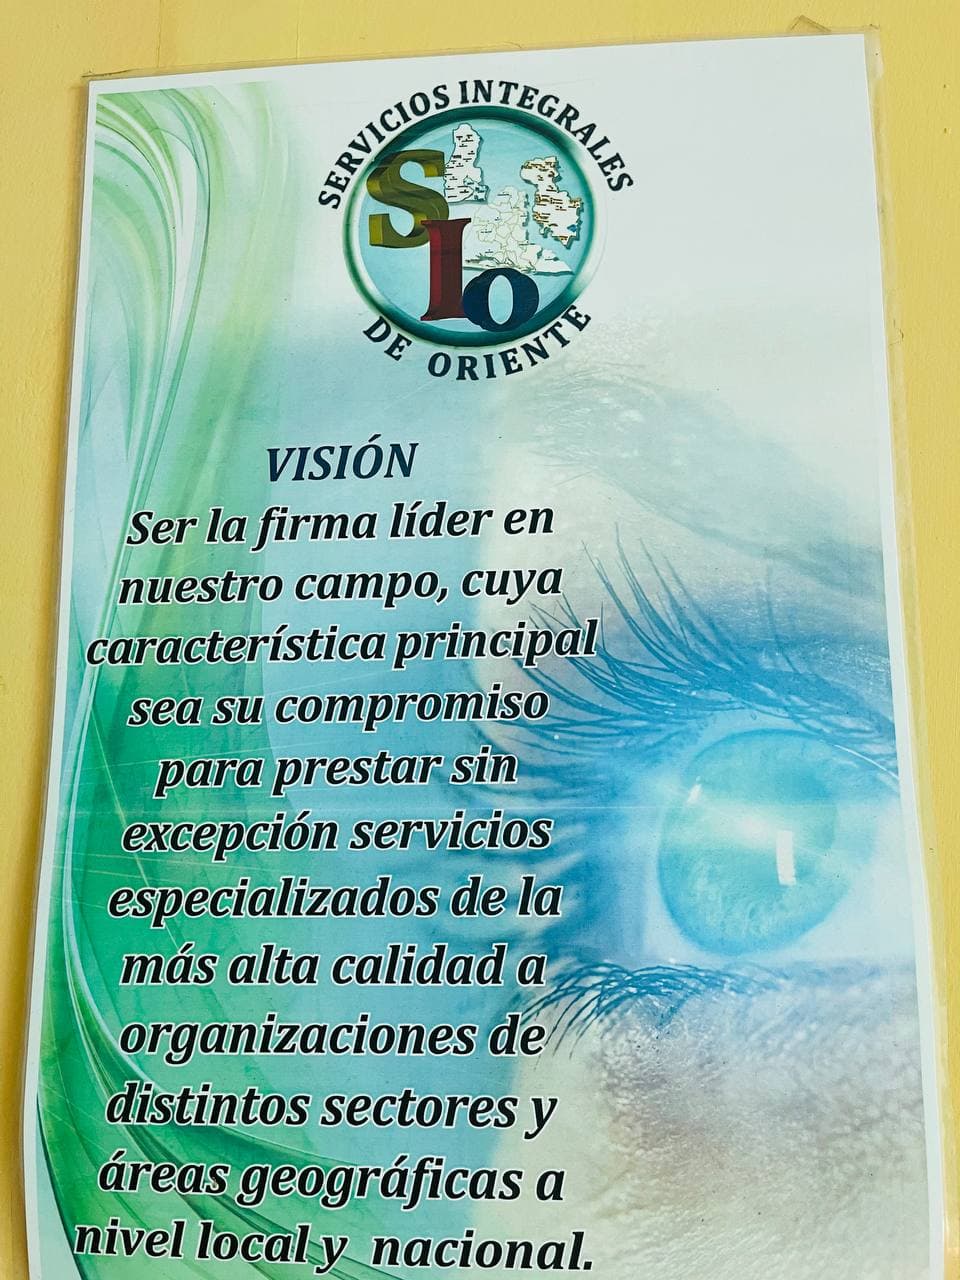 SERVICIOS INTEGRALES
SIO
DE ORIENTE
VISIÓN
Ser la firma líder en
nuestro campo, cuya
característica principal
sea su compromiso
para prestar sin
excepción servicios
especializados de la
más alta calidad a
organizaciones de
distintos sectores y
áreas geográficas a
nivel local y nacional.